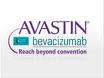 AVASTIN
bevacizumab
Reach beyond convention